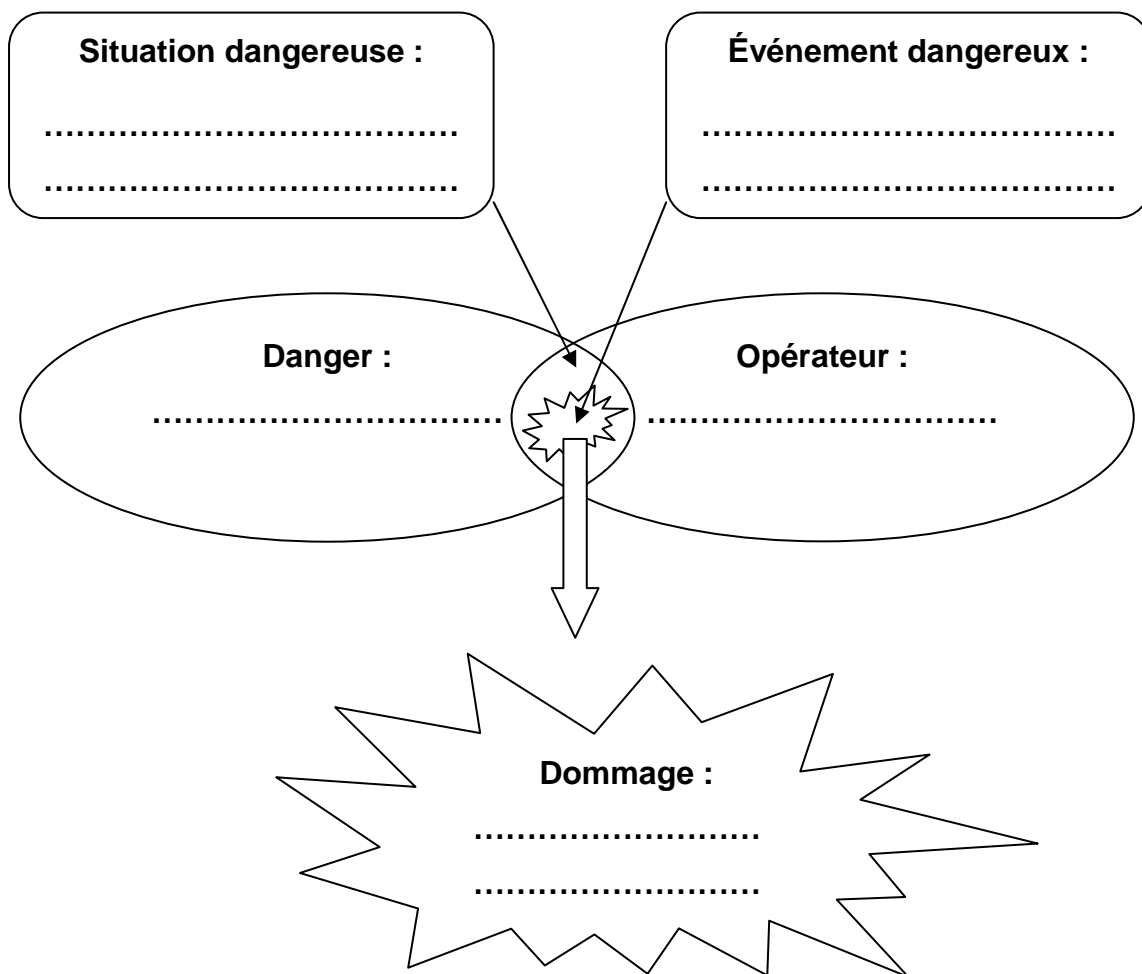 Situation dangereuse :
.......................................
.......................................
Événement dangereux :
.......................................
.......................................
Danger :
.................................
Opérateur :
.................................
Dommage :
...........................
...........................